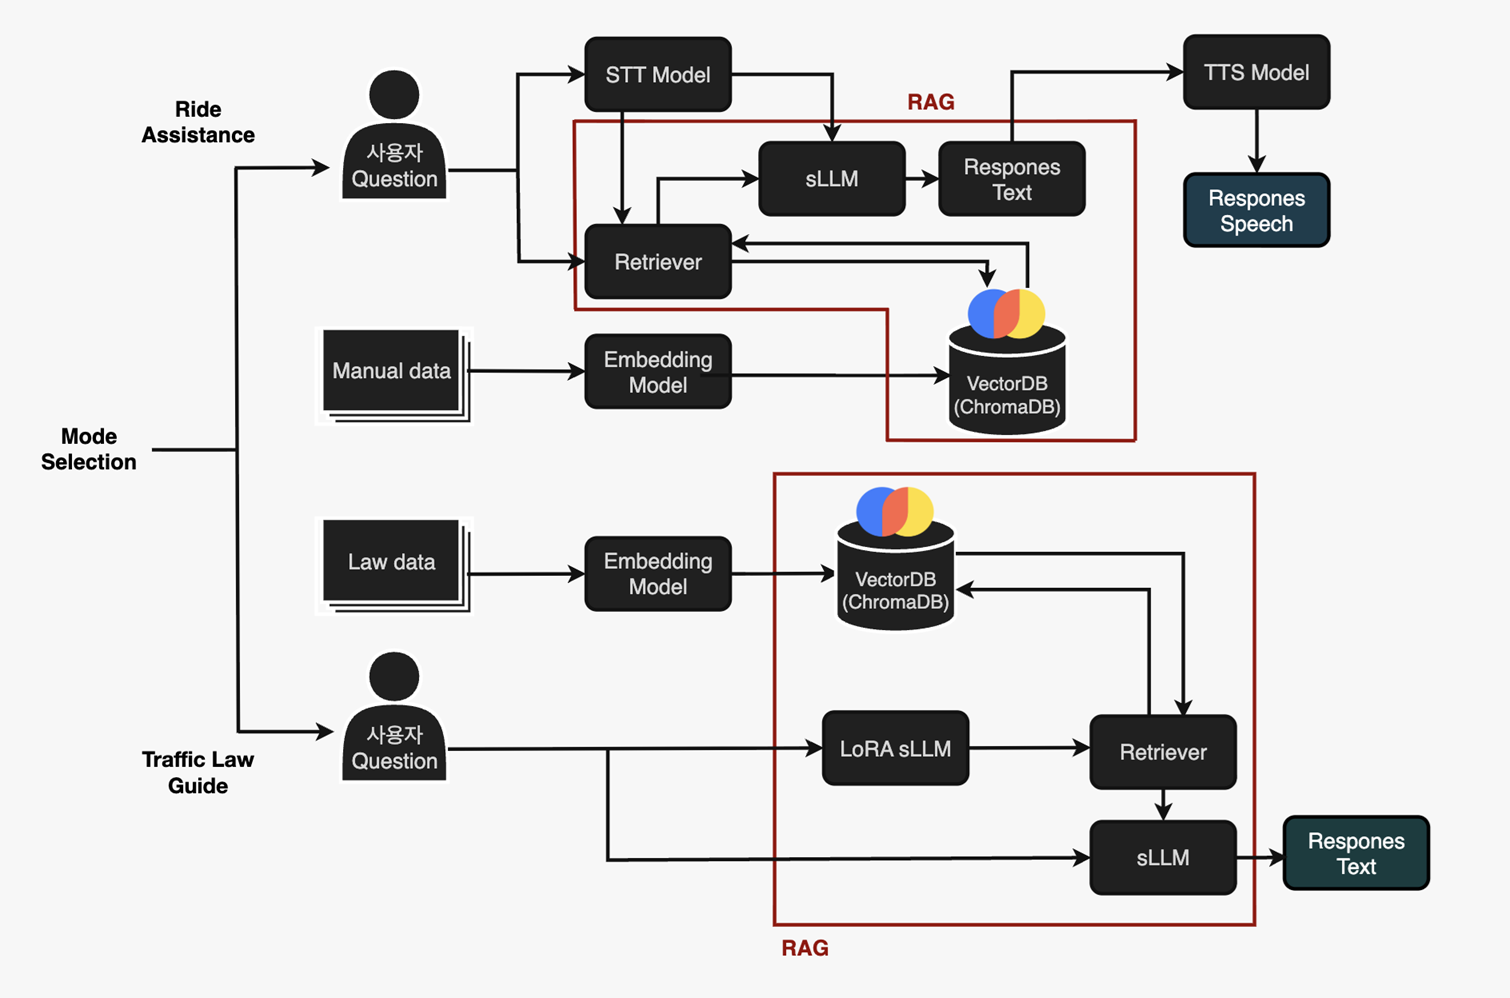 Ride
Assistance
사용자
Question
STT Model
RAG
TTS Model
sLLM
Respones
Text
Respones
Speech
Retriever
Manual data
Embedding
Model
VectorDB
(ChromaDB)
Mode
Selection
Law data
Embedding
Model
VectorDB
(ChromaDB)
Traffic Law
Guide
사용자
Question
LoRA sLLM
Retriever
sLLM
Respones
Text
RAG